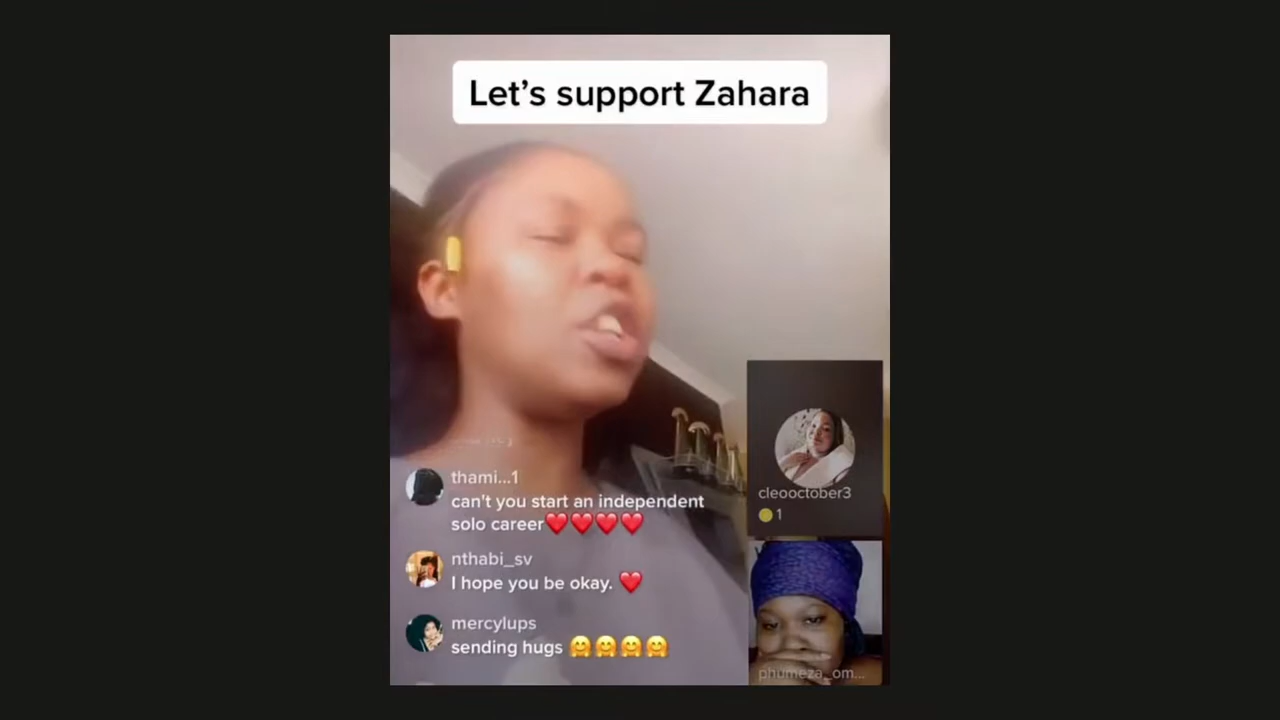 Let's support Zahara
thami...1
can't you start an independent
solo career❤️❤️❤️❤️
nthabi_sv
I hope you be okay. ❤️
mercylups
sending hugs 🤗🤗🤗🤗
cleooctober3
1
phumeza_om...